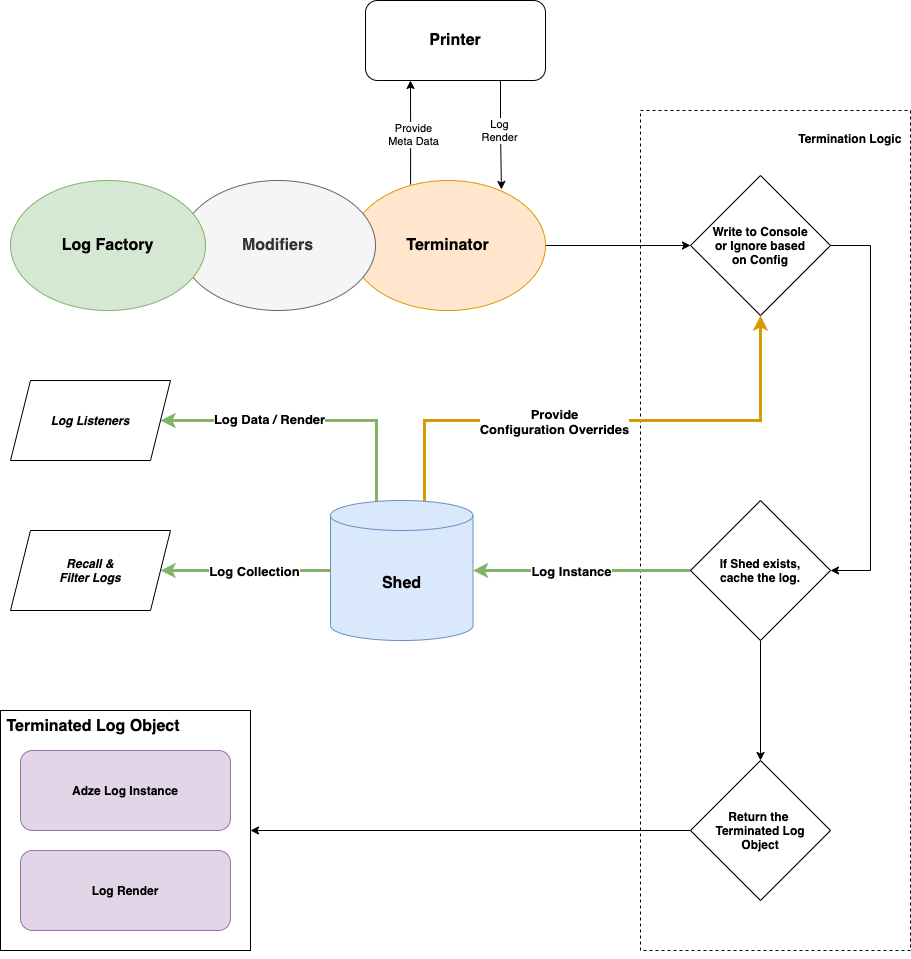 Printer
Provide
Meta Data
Log
Render
Termination Logic
Log Factory
Modifiers
Terminator
Write to Console
or Ignore based
on Config
Log Listeners
Log Data / Render
Provide
Configuration Overrides
Recall &
Filter Logs
Log Collection
Shed
Log Instance
If Shed exists,
cache the log.
Terminated Log Object
Adze Log Instance
Log Render
Return the
Terminated Log
Object